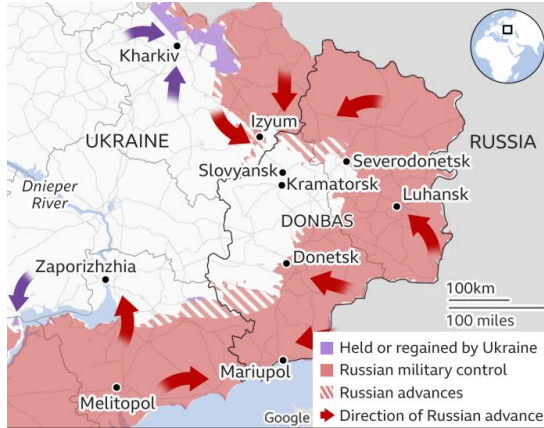 Kharkiv
Izyum
UKRAINE
RUSSIA
Severodonetsk
Slovyansk
Kramatorsk
Dnieper
River
Luhansk
DONBAS
Zaporizhzhia
Donetsk
100km
100 miles
Held or regained by Ukraine
Russian military control
Mariupol
Russian advances
Melitopol
Google
Direction of Russian advance